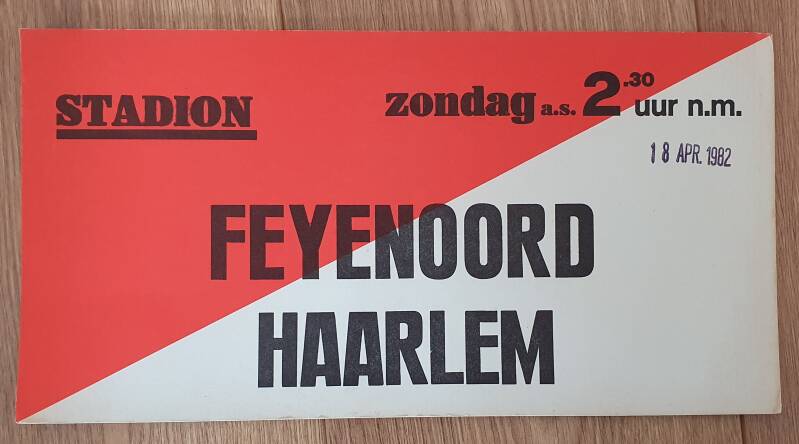 STADION
zondag a.s. 2.30 uur n.m.
18 APR. 1982
FEYENOORD
HAARLEM